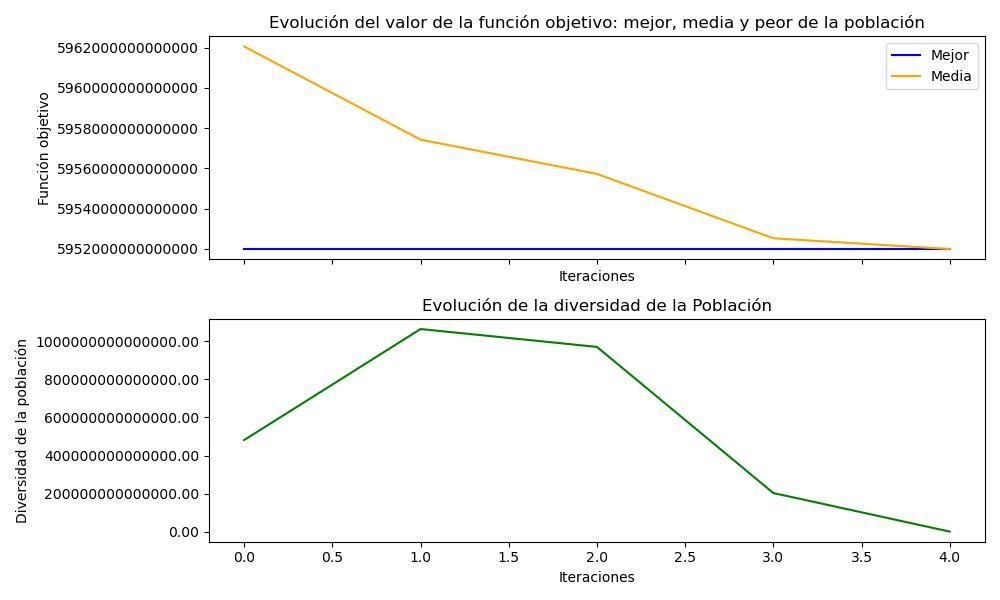 Evolución del valor de la función objetivo: mejor, media y peor de la población
Función objetivo
5962000000000000
5960000000000000
5958000000000000
5956000000000000
5954000000000000
5952000000000000
Mejor
Media
Iteraciones
Evolución de la diversidad de la Población
Diversidad de la población
1000000000000000.00
800000000000000.00
600000000000000.00
400000000000000.00
200000000000000.00
0.00
0.0 0.5 1.0 1.5 2.0 2.5 3.0 3.5 4.0
Iteraciones